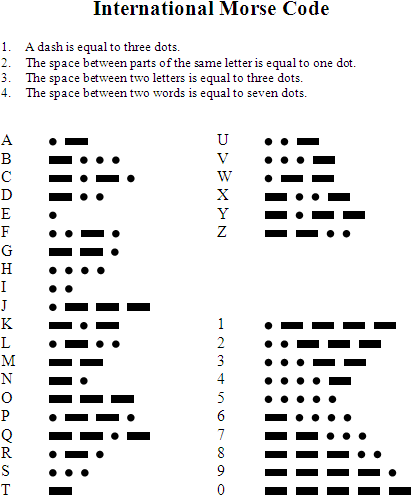 International Morse Code
1. A dash is equal to three dots.
2. The space between parts of the same letter is equal to one dot.
3. The space between two letters is equal to three dots.
4. The space between two words is equal to seven dots.
A U
B V
C W
D X
E Y
F Z
G
H
I
J
K 1
L 2
M 3
N 4
O 5
P 6
Q 7
R 8
S 9
T 0